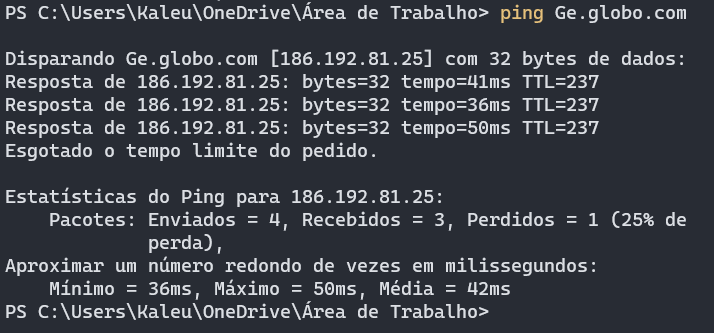 PS C:\Users\Kaleu\OneDrive\Área de Trabalho> ping Ge.globo.com
Disparando Ge.globo.com [186.192.81.25] com 32 bytes de dados:
Resposta de 186.192.81.25: bytes=32 tempo=41ms TTL=237
Resposta de 186.192.81.25: bytes=32 tempo=36ms TTL=237
Resposta de 186.192.81.25: bytes=32 tempo=50ms TTL=237
Esgotado o tempo limite do pedido.
Estatísticas do Ping para 186.192.81.25:
Pacotes: Enviados = 4, Recebidos = 3, Perdidos = 1 (25% de
perda),
Aproximar um número redondo de vezes em milissegundos:
Mínimo = 36ms, Máximo = 50ms, Média = 42ms
PS C:\Users\Kaleu\OneDrive\Área de Trabalho>